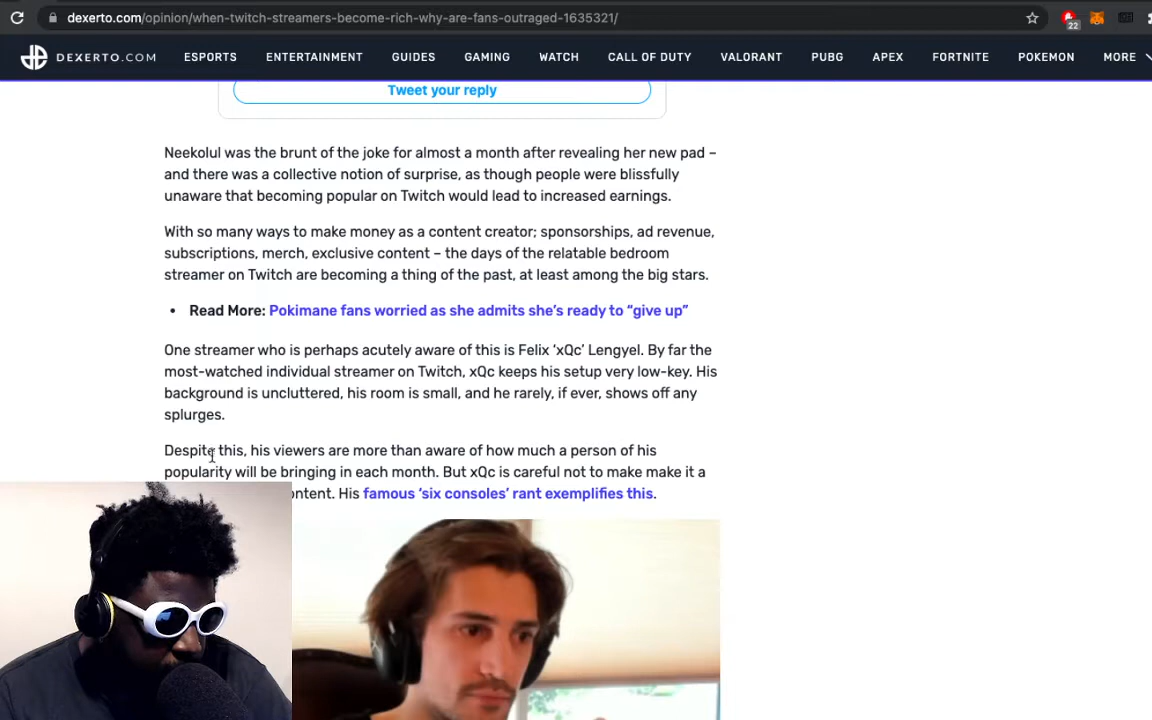 dexerto.com/opinion/when-twitch-streamers-become-rich-why-are-fans-outraged-1635321/
22
DEXERTO.COM ESPORTS ENTERTAINMENT GUIDES GAMING WATCH CALL OF DUTY VALORANT PUBG APEX FORTNITE POKEMON MORE
Tweet your reply
Neekolul was the brunt of the joke for almost a month after revealing her new pad –
and there was a collective notion of surprise, as though people were blissfully
unaware that becoming popular on Twitch would lead to increased earnings.
With so many ways to make money as a content creator; sponsorships, ad revenue,
subscriptions, merch, exclusive content – the days of the relatable bedroom
streamer on Twitch are becoming a thing of the past, at least among the big stars.
• Read More: Pokimane fans worried as she admits she's ready to “give up”
One streamer who is perhaps acutely aware of this is Felix ‘xQc’ Lengyel. By far the
most-watched individual streamer on Twitch, xQc keeps his setup very low-key. His
background is uncluttered, his room is small, and he rarely, if ever, shows off any
splurges.
Despite this, his viewers are more than aware of how much a person of his
popularity will be bringing in each month. But xQc is careful not to make make it a
His famous ‘six consoles’ rant exemplifies this.